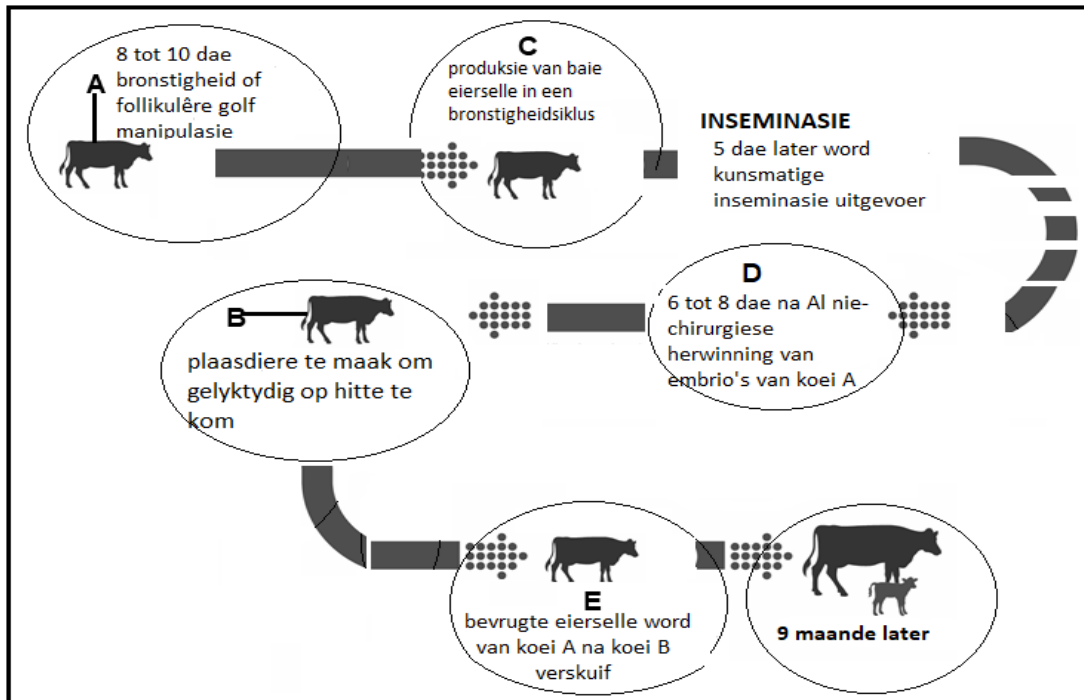 8 tot 10 dae
A
bronstigheid of
follikulêre golf
manipulasie
C
produksie van baie
eierselle in een
bronstigheidsiklus
INSEMINASIE
5 dae later word
kunsmatige
inseminasie uitgevoer
D
6 tot 8 dae na Al nie-
chirurgiese
herwinning van
embrio's van koei A
B
plaasdiere te maak om
gelyktydig op hitte te
kom
E
bevrugte eierselle word
van koei A na koei B
verskuif
9 maande later